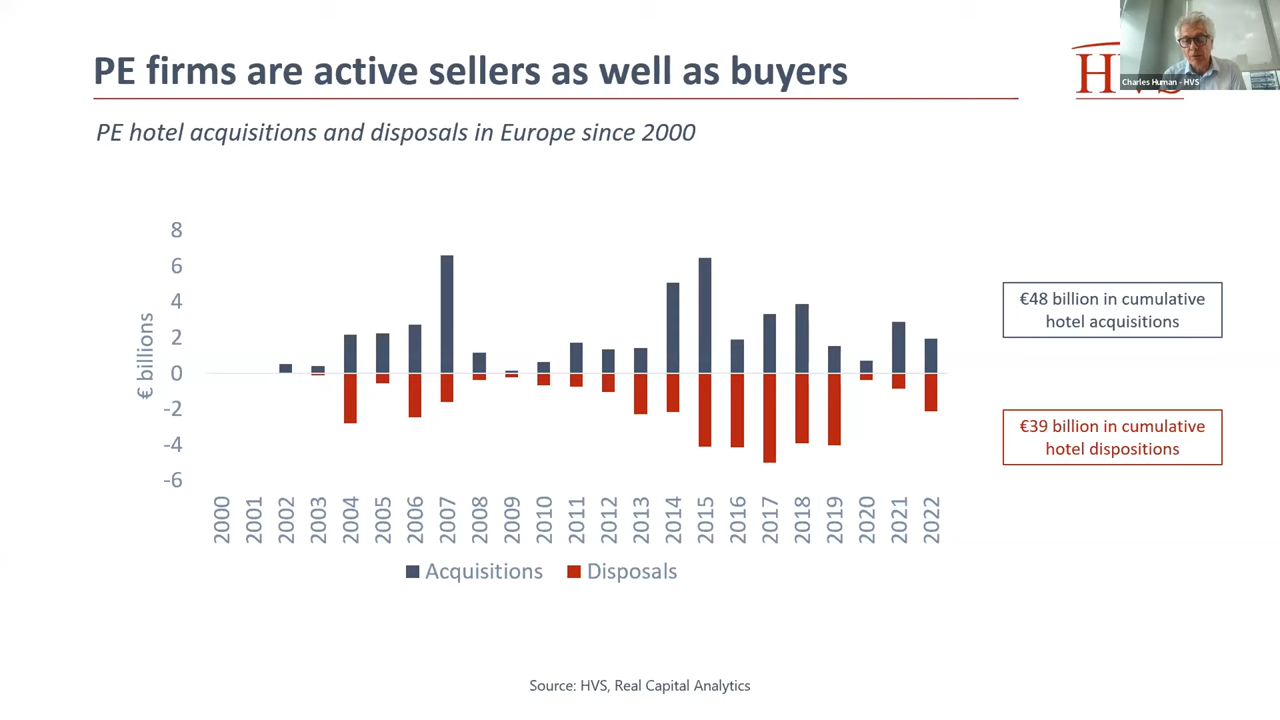 PE firms are active sellers as well as buyers
HVS
Charles Human - HVS
PE hotel acquisitions and disposals in Europe since 2000
€ billions
8
6
4
2
0
-2
-4
-6
2000
2001
2002
2003
2004
2005
2006
2007
2008
2009
2010
2011
2012
2013
2014
2015
2016
2017
2018
2019
2020
2021
2022
Acquisitions
Disposals
€48 billion in cumulative
hotel acquisitions
€39 billion in cumulative
hotel dispositions
Source: HVS, Real Capital Analytics